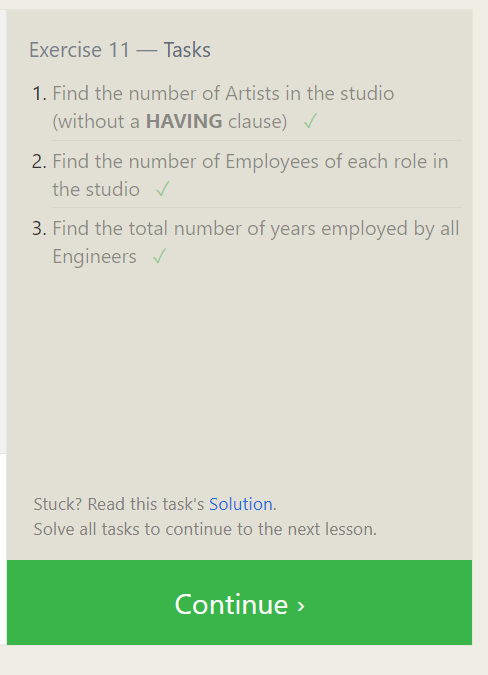 Exercise 11 — Tasks
1. Find the number of Artists in the studio
(without a HAVING clause) ✓
2. Find the number of Employees of each role in
the studio ✓
3. Find the total number of years employed by all
Engineers ✓
Stuck? Read this task's Solution.
Solve all tasks to continue to the next lesson.
Continue ›